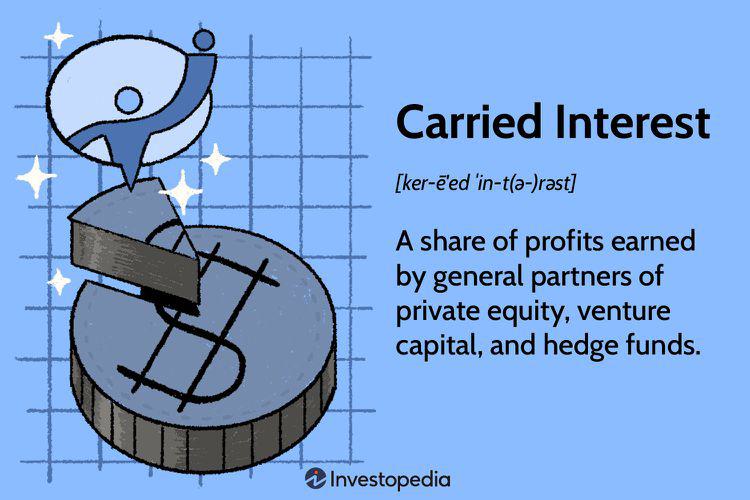 Carried Interest
[ker-ē'ed 'in-t(ə-)rəst]
A share of profits earned
by general partners of
private equity, venture
capital, and hedge funds.
Investopedia